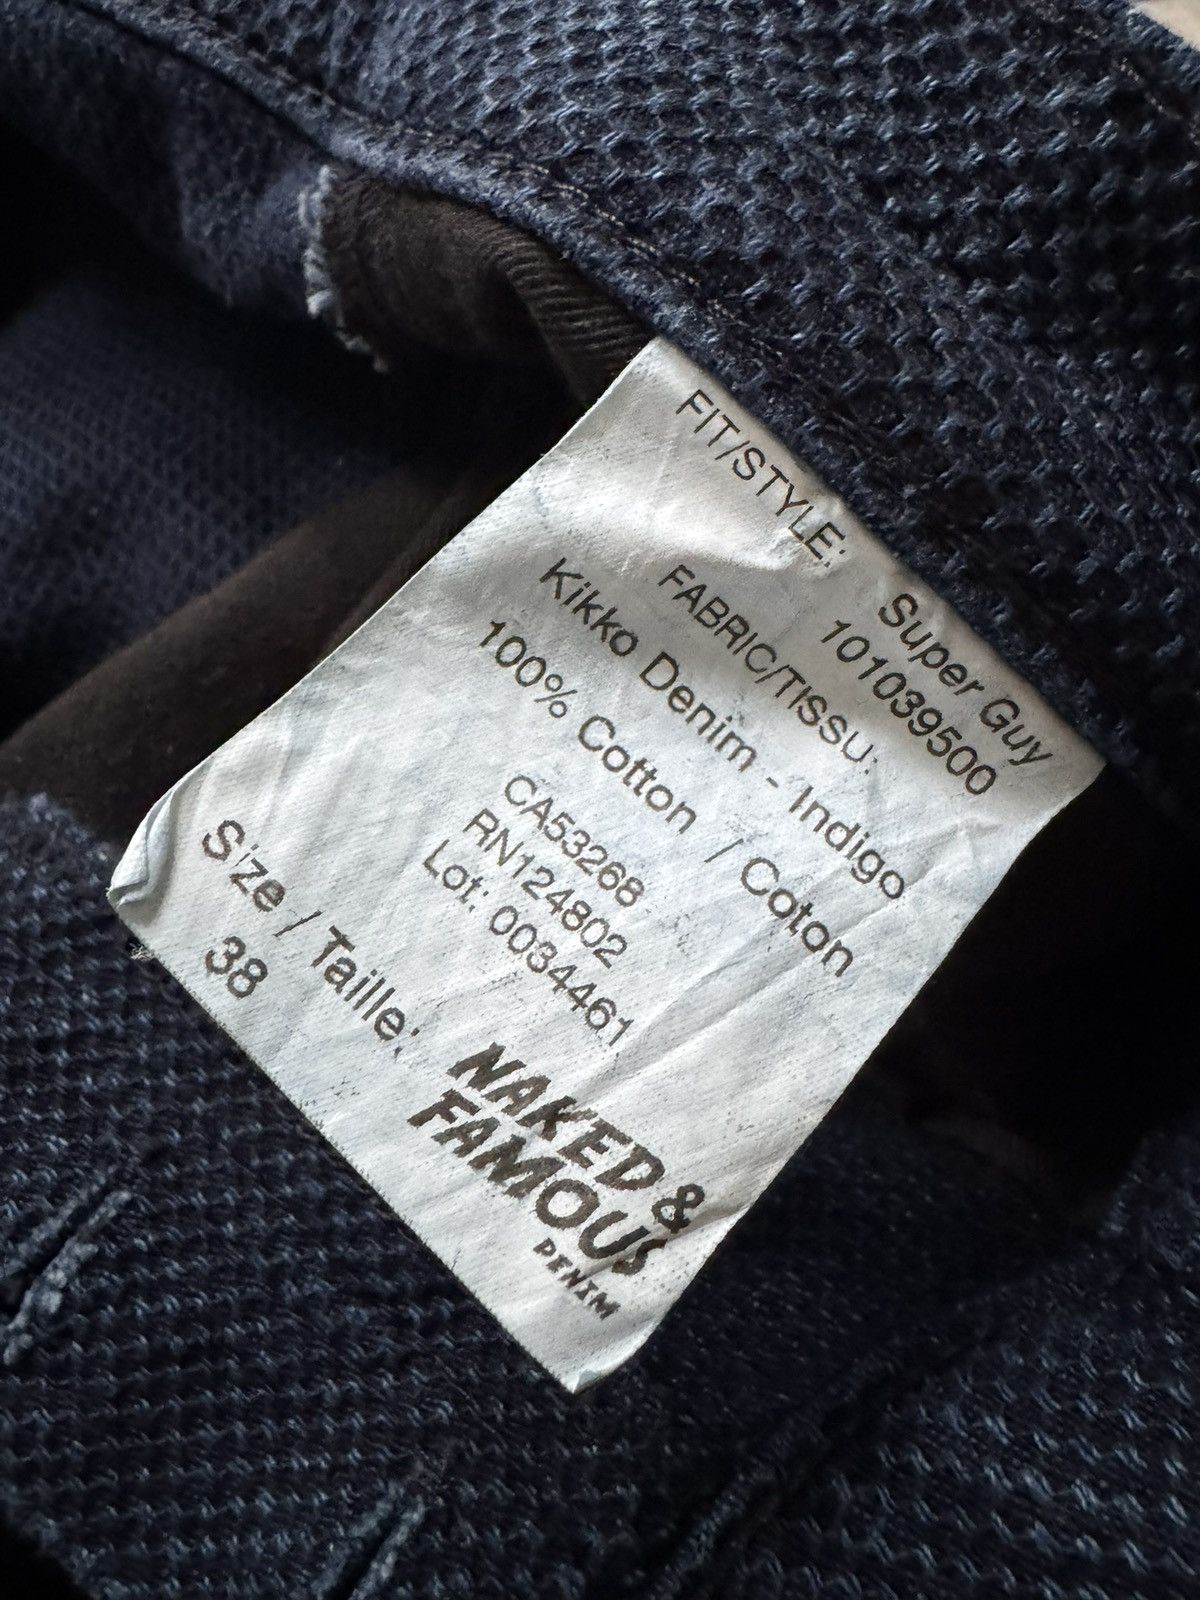 FIT/STYLE:
Super Guy
101039500
FABRIC/TISSU:
Kikko Denim - Indigo
100% Cotton / Coton
CA53268
RN124802
Lot: 0034461
Size / Taille:
38
NAKED &
FAMOUS
DENIM